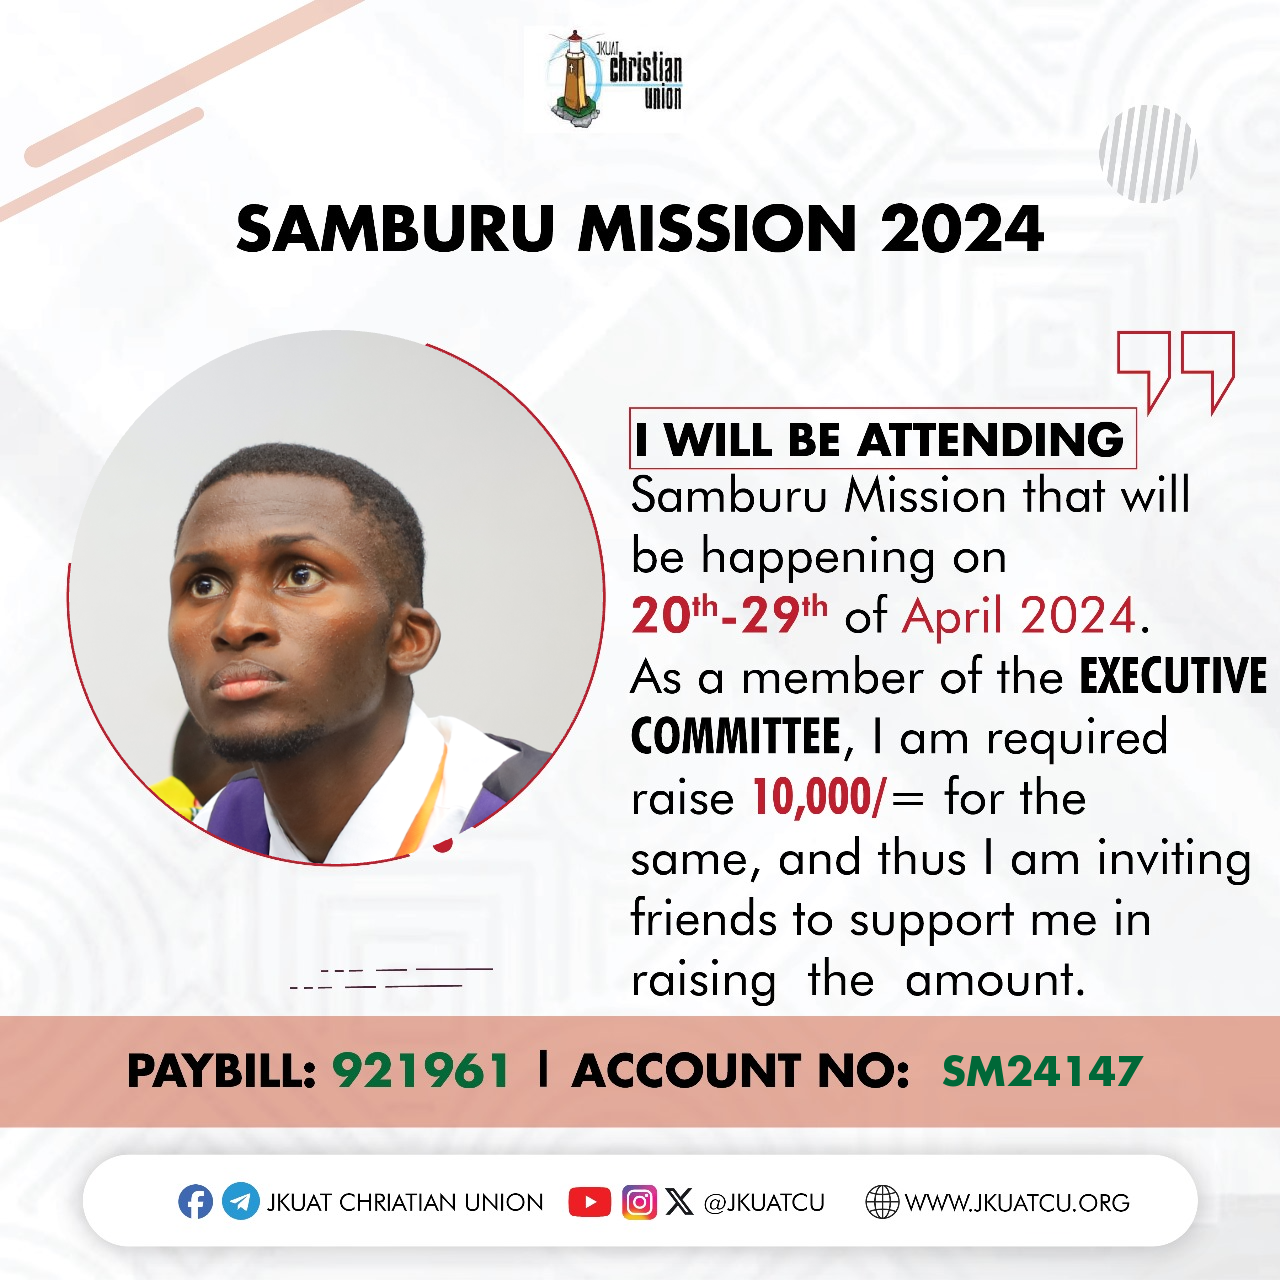 JKUAT
christian
union
SAMBURU MISSION 2024
I WILL BE ATTENDING
Samburu Mission that will
be happening on
20th-29th of April 2024.
As a member of the EXECUTIVE
COMMITTEE, I am required
raise 10,000/= for the
same, and thus I am inviting
friends to support me in
raising the amount.
PAYBILL: 921961 | ACCOUNT NO: SM24147
JKUAT CHRIATIAN UNION @JKUATCU WWW.JKUATCU.ORG